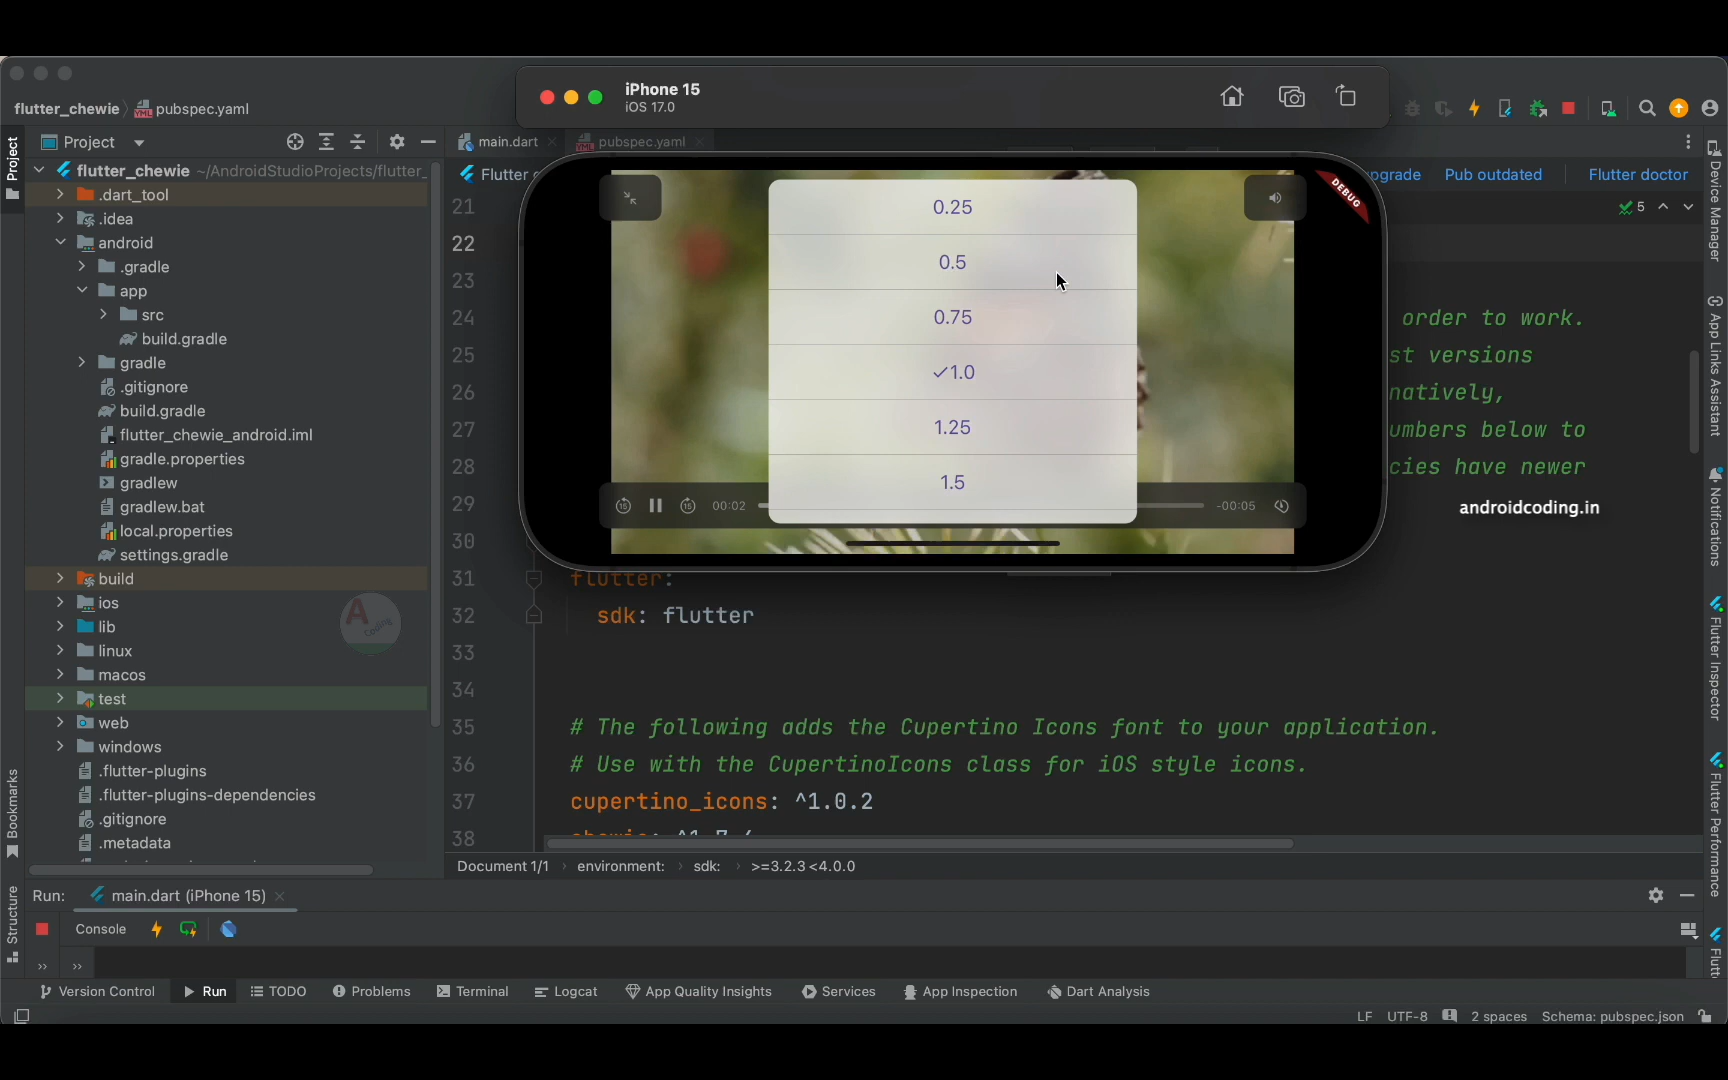 iPhone 15
iOS 17.0
flutter_chewie
pubspec.yaml
Project
main.dart
pubspec.yaml
Project
flutter_chewie ~/AndroidStudioProjects/flutter_
.dart_tool
.idea
android
.gradle
app
src
build.gradle
gradle
.gitignore
build.gradle
flutter_chewie_android.iml
gradle.properties
gradlew
gradlew.bat
local.properties
settings.gradle
build
ios
lib
linux
macos
test
web
windows
.flutter-plugins
.flutter-plugins-dependencies
.gitignore
.metadata
A Coding
Bookmarks
Structure
Flutter
Pub outdated
Flutter doctor
5
DEBUG
0.25
0.5
0.75
✓1.0
1.25
1.5
15
15
00:02
-00:05
21
22
23
24 order to work.
25 st versions
26 natively,
27 umbers below to
28 cies have newer
29
androidcoding.in
30
31 flutter:
32 sdk: flutter
33
34
35 # The following adds the Cupertino Icons font to your application.
36 # Use with the CupertinoIcons class for iOS style icons.
37 cupertino_icons: ^1.0.2
38
Document 1/1 environment: sdk: >=3.2.3 <4.0.0
Device Manager
App Links Assistant
Notifications
Flutter Inspector
Flutter Performance
Flutt
Run: main.dart (iPhone 15)
Console
Version Control Run TODO Problems Terminal Logcat App Quality Insights Services App Inspection Dart Analysis
LF UTF-8 2 spaces Schema: pubspec.json